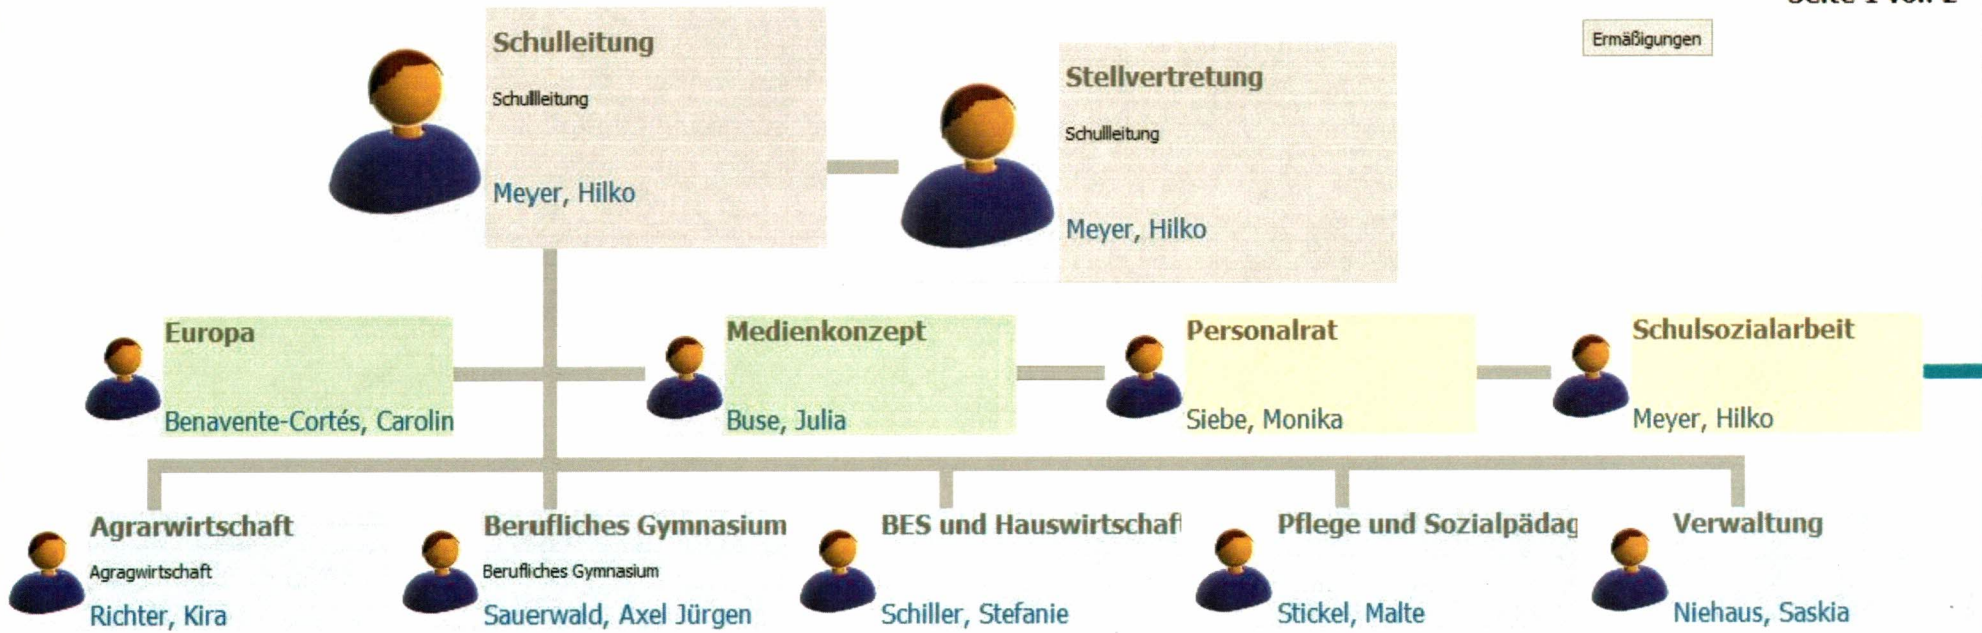 Ermäßigungen
Schulleitung
Schullleitung
Meyer, Hilko
Stellvertretung
Schullleitung
Meyer, Hilko
Europa
Benavente-Cortés, Carolin
Medienkonzept
Buse, Julia
Personalrat
Siebe, Monika
Schulsozialarbeit
Meyer, Hilko
Agrarwirtschaft
Agragwirtschaft
Richter, Kira
Berufliches Gymnasium
Berufliches Gymnasium
Sauerwald, Axel Jürgen
BES und Hauswirtschaf
Schiller, Stefanie
Pflege und Sozialpädag
Stickel, Malte
Verwaltung
Niehaus, Saskia